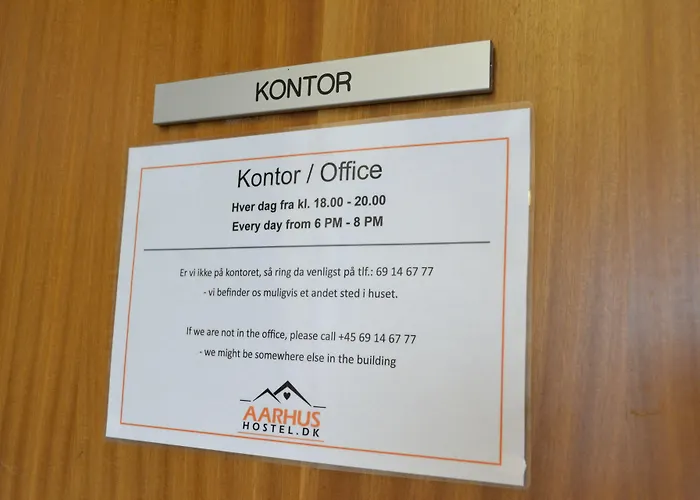 KONTOR
Kontor / Office
Hver dag fra kl. 18.00 - 20.00
Every day from 6 PM - 8 PM
Er vi ikke på kontoret, så ring da venligst på tlf.: 69 14 67 77
- vi befinder os muligvis et andet sted i huset.
If we are not in the office, please call +45 69 14 67 77
- we might be somewhere else in the building
AARHUS
HOSTEL.DK